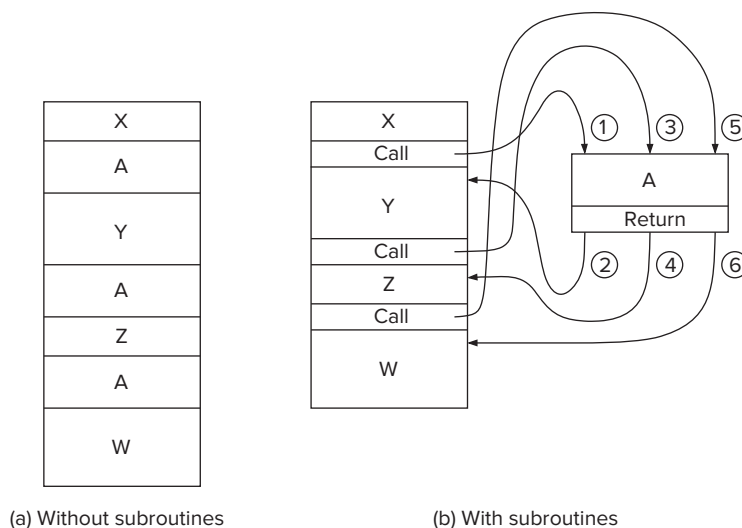 X
A
Y
A
Z
A
W
(a) Without subroutines
X
Call
Y
Call
Z
Call
W
1
3
5
A
Return
2
4
6
(b) With subroutines